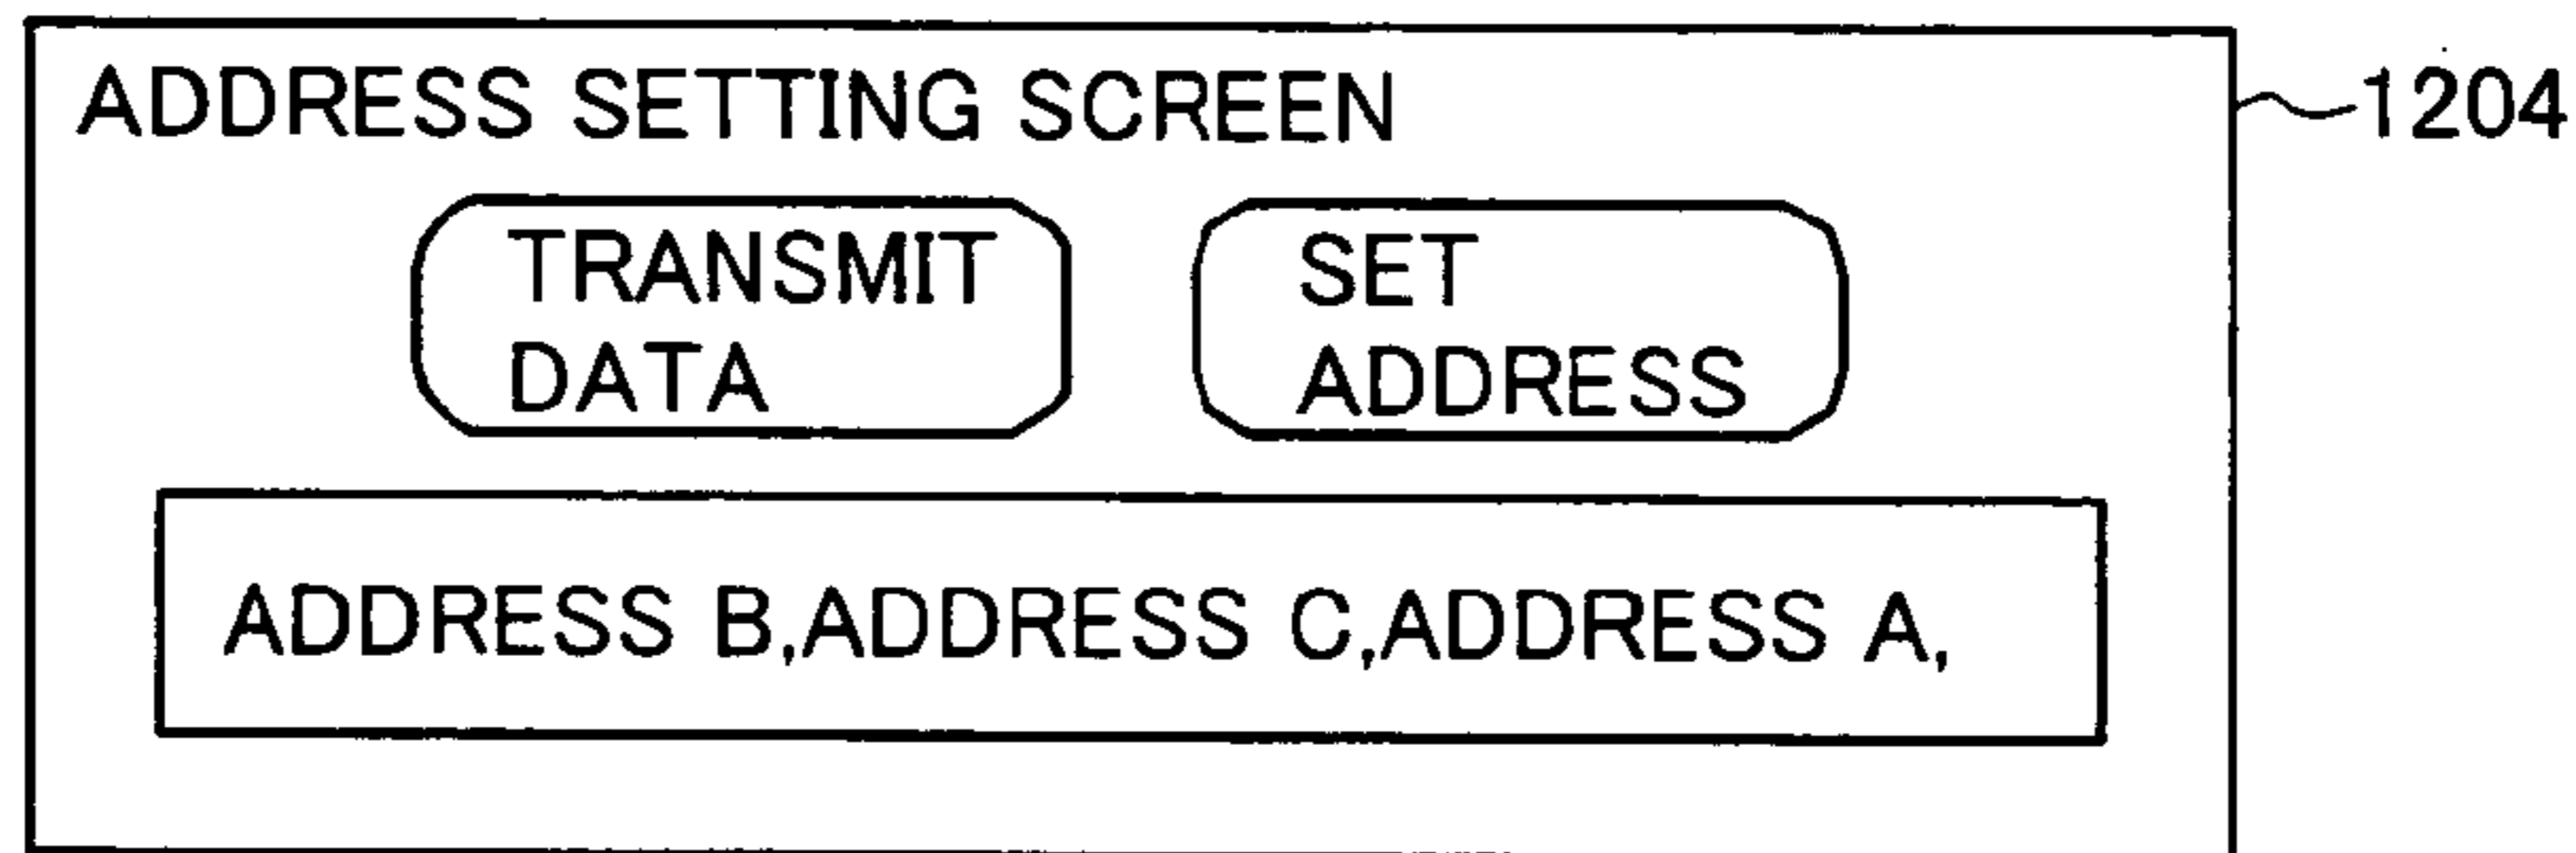 ADDRESS SETTING SCREEN
1204
TRANSMIT
DATA
SET
ADDRESS
ADDRESS B,ADDRESS C,ADDRESS A,